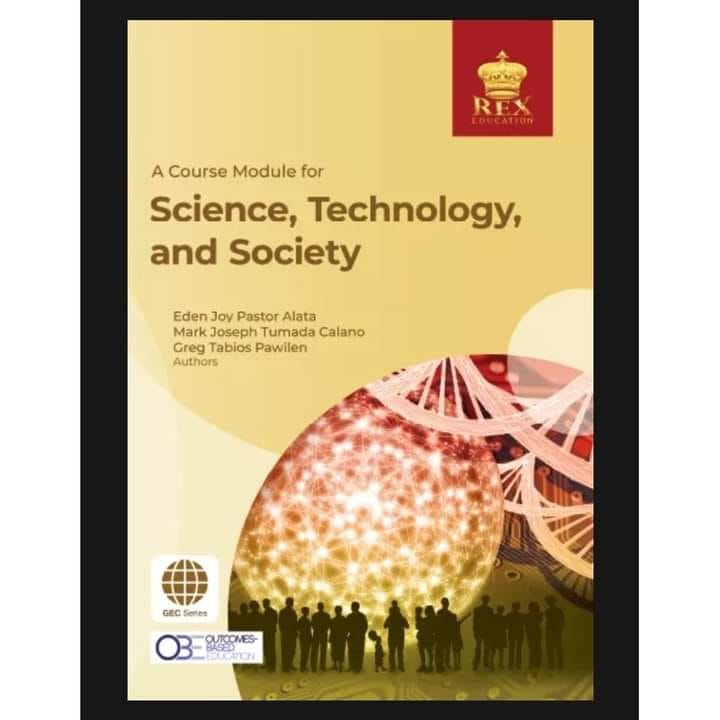 REX
EDUCATION
A Course Module for
Science, Technology,
and Society
Eden Joy Pastor Alata
Mark Joseph Tumada Calano
Greg Tabios Pawilen
Authors
GEC Series
OBE OUTCOMES-
BASED
EDUCATION